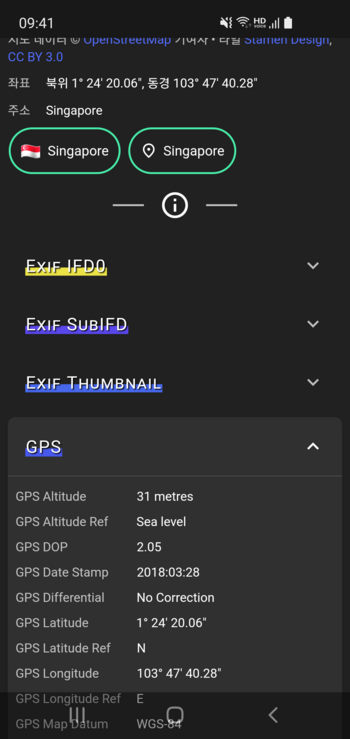 09:41
HD
VOICE
지도 데이터 © OpenStreetMap 기여자 • 타일 Stamen Design,
CC BY 3.0
좌표 북위 1° 24' 20.06", 동경 103° 47' 40.28"
주소 Singapore
Singapore Singapore
EXIF IFD0
EXIF SUBIFD
EXIF THUMBNAIL
GPS
GPS Altitude 31 metres
GPS Altitude Ref Sea level
GPS DOP 2.05
GPS Date Stamp 2018:03:28
GPS Differential No Correction
GPS Latitude 1° 24' 20.06"
GPS Latitude Ref N
GPS Longitude 103° 47' 40.28"
GPS Longitude Ref E
GPS Map Datum WGS-84